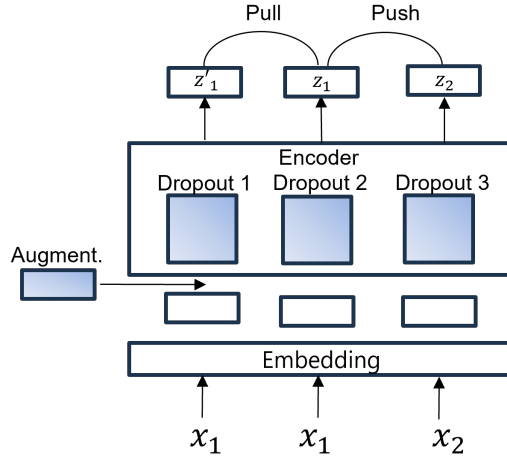 Pull Push
z'₁ z₁ z₂
Encoder
Dropout 1 Dropout 2 Dropout 3
Augment.
Embedding
x₁ x₁ x₂